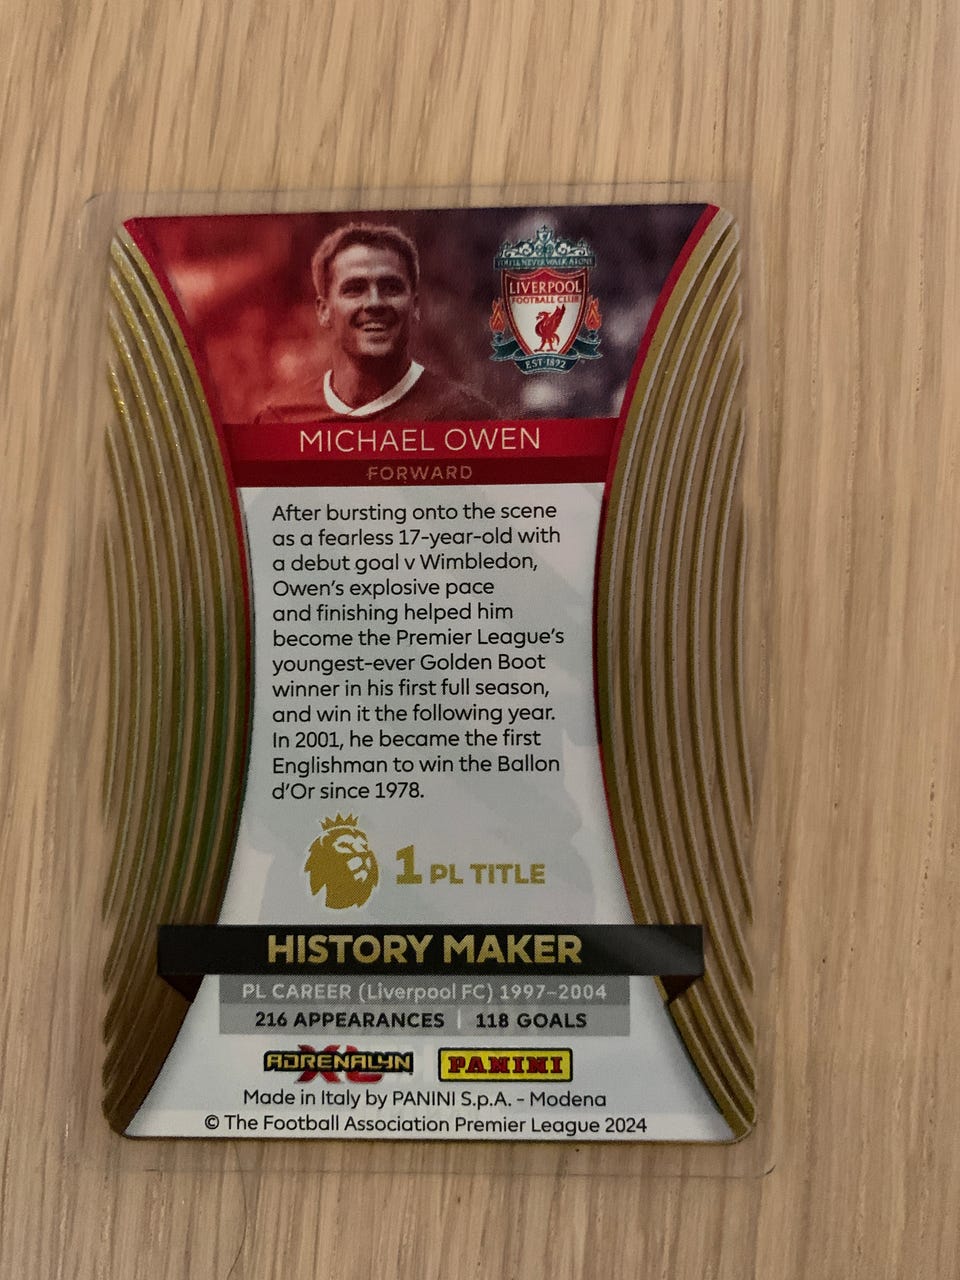 YOU'LL NEVER WALK ALONE
LIVERPOOL
FOOTBALL CLUB
EST·1892
MICHAEL OWEN
FORWARD
After bursting onto the scene
as a fearless 17-year-old with
a debut goal v Wimbledon,
Owen's explosive pace
and finishing helped him
become the Premier League's
youngest-ever Golden Boot
winner in his first full season,
and win it the following year.
In 2001, he became the first
Englishman to win the Ballon
d'Or since 1978.
1 PL TITLE
HISTORY MAKER
PL CAREER (Liverpool FC) 1997–2004
216 APPEARANCES | 118 GOALS
ADRENALYN XL PANINI
Made in Italy by PANINI S.p.A. - Modena
© The Football Association Premier League 2024